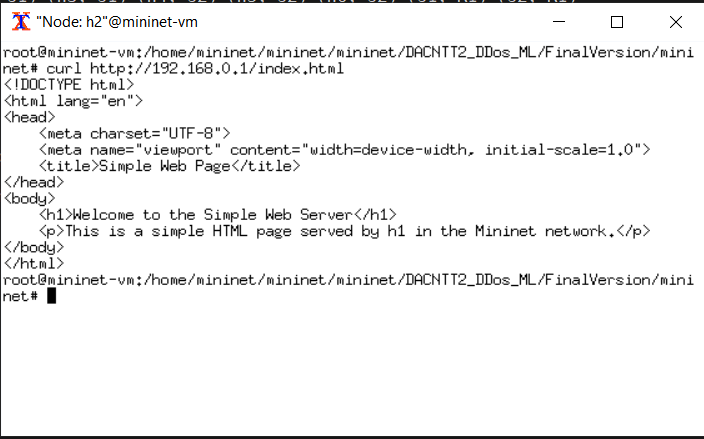 "Node: h2"@mininet-vm
root@mininet-vm:/home/mininet/mininet/mininet/DACNTT2_DDos_ML/FinalVersion/mini
net# curl http://192.168.0.1/index.html
<!DOCTYPE html>
<html lang="en">
<head>
    <meta charset="UTF-8">
    <meta name="viewport" content="width=device-width, initial-scale=1.0">
    <title>Simple Web Page</title>
</head>
<body>
    <h1>Welcome to the Simple Web Server</h1>
    <p>This is a simple HTML page served by h1 in the Mininet network.</p>
</body>
</html>
root@mininet-vm:/home/mininet/mininet/mininet/DACNTT2_DDos_ML/FinalVersion/mini
net#